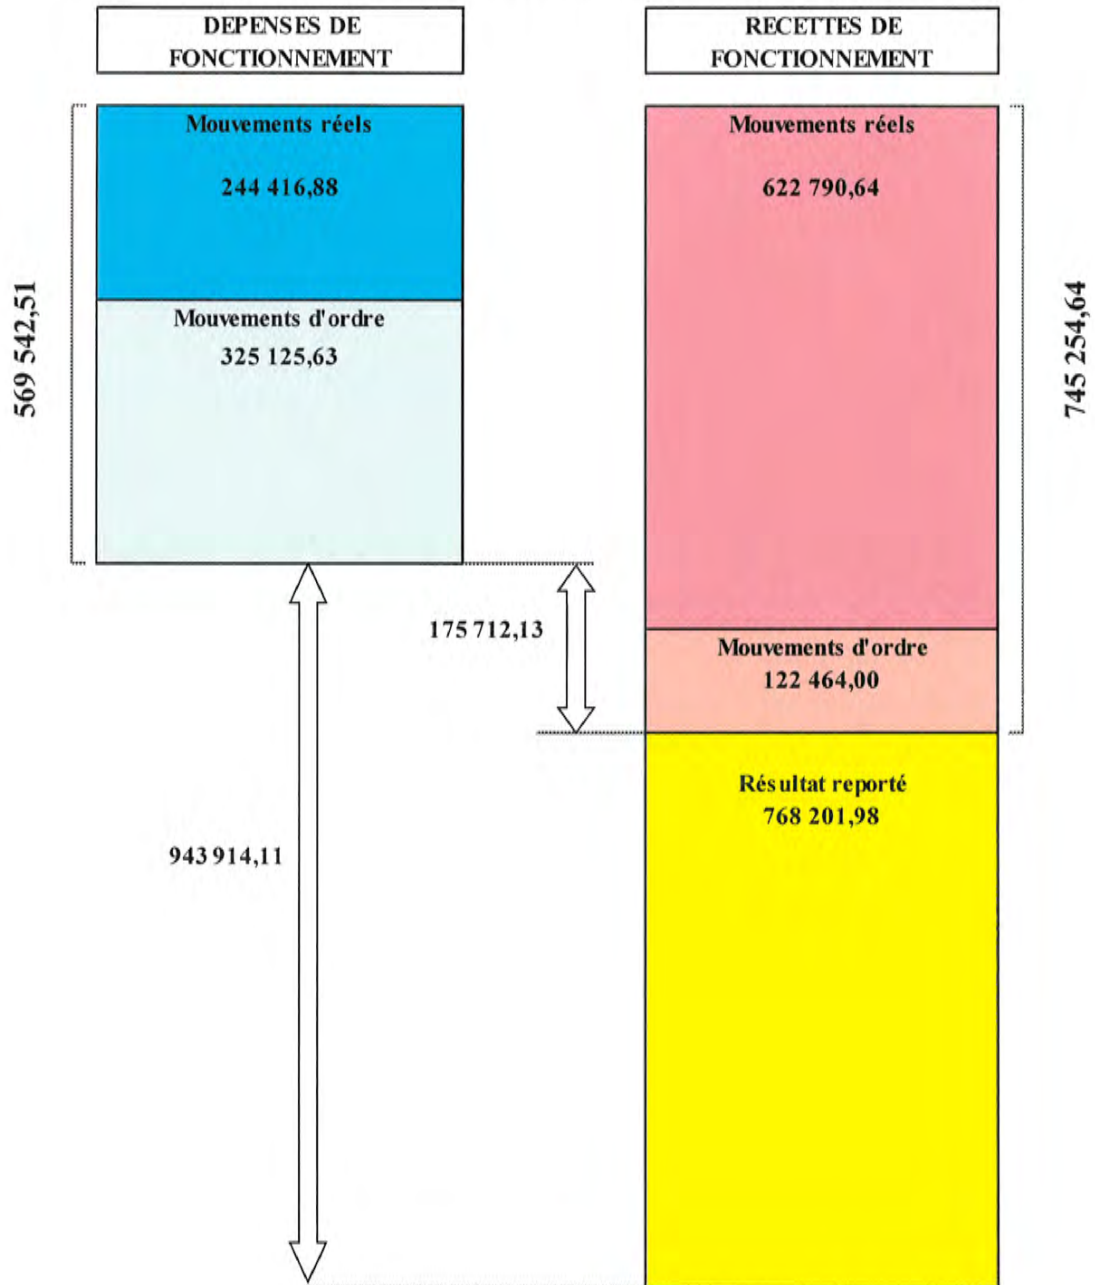 DEPENSES DE
FONCTIONNEMENT
RECETTES DE
FONCTIONNEMENT
Mouvements réels
244 416,88
Mouvements d'ordre
325 125,63
569 542,51
Mouvements réels
622 790,64
745 254,64
175 712,13
Mouvements d'ordre
122 464,00
Résultat reporté
768 201,98
943 914,11